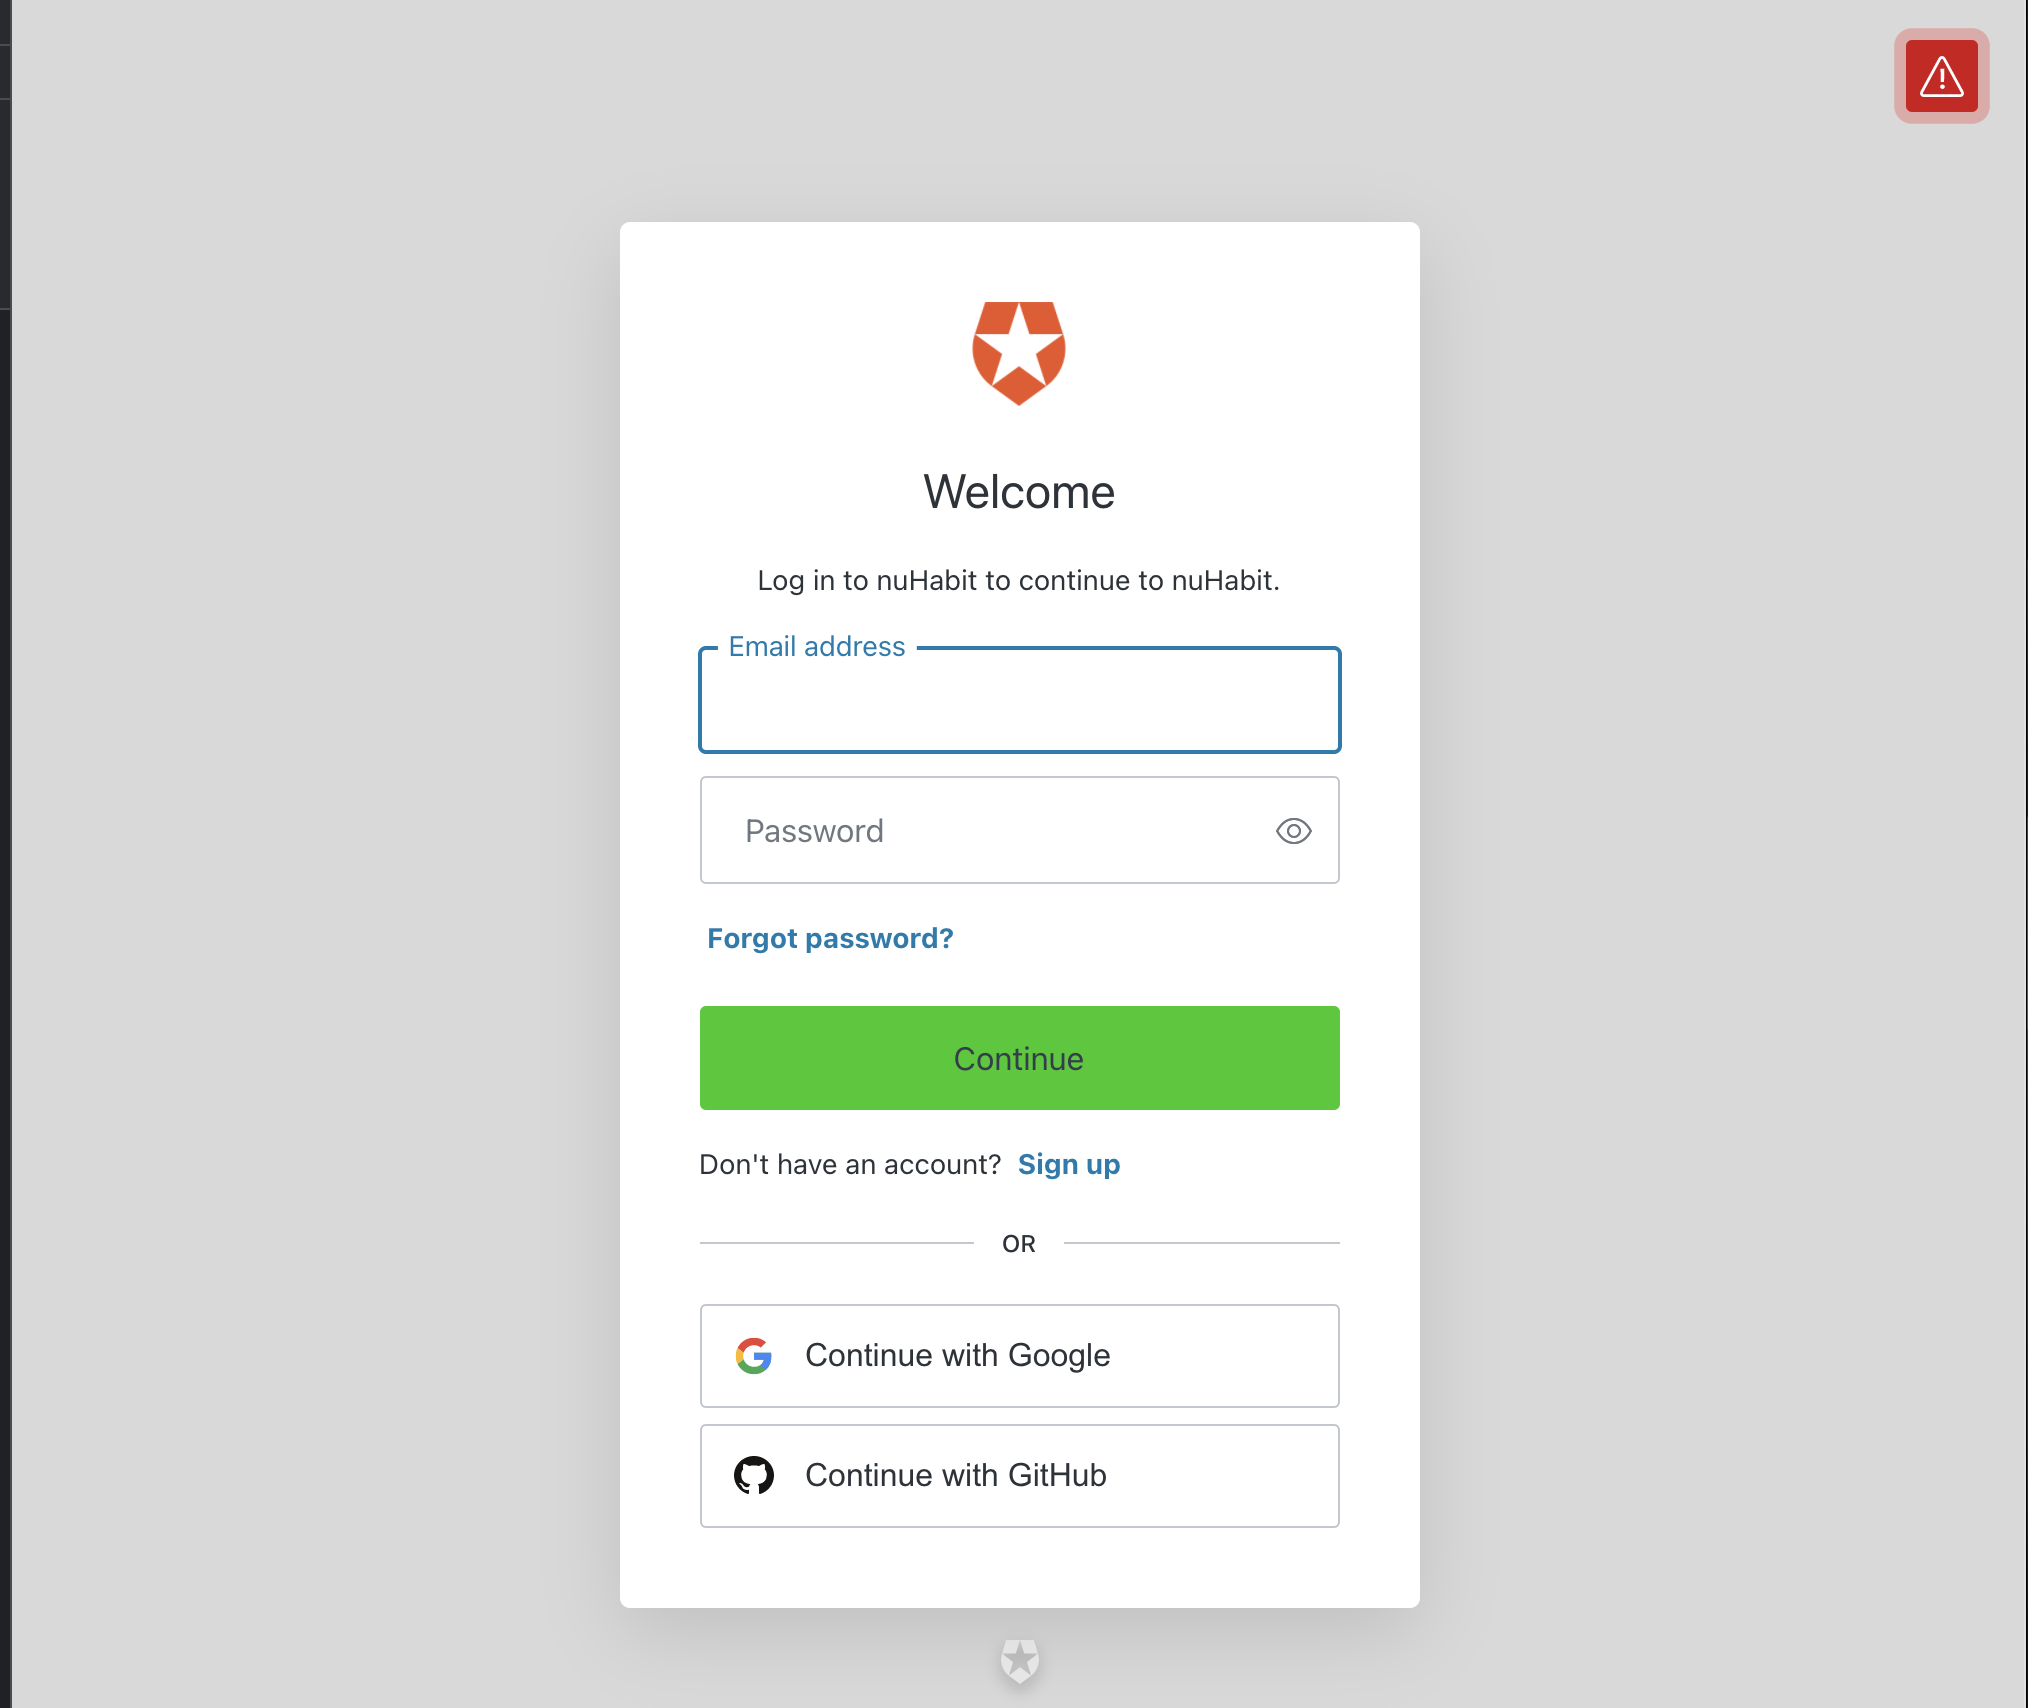 Welcome
Log in to nuHabit to continue to nuHabit.
Email address
Password
Forgot password?
Continue
Don't have an account? Sign up
OR
Continue with Google
Continue with GitHub